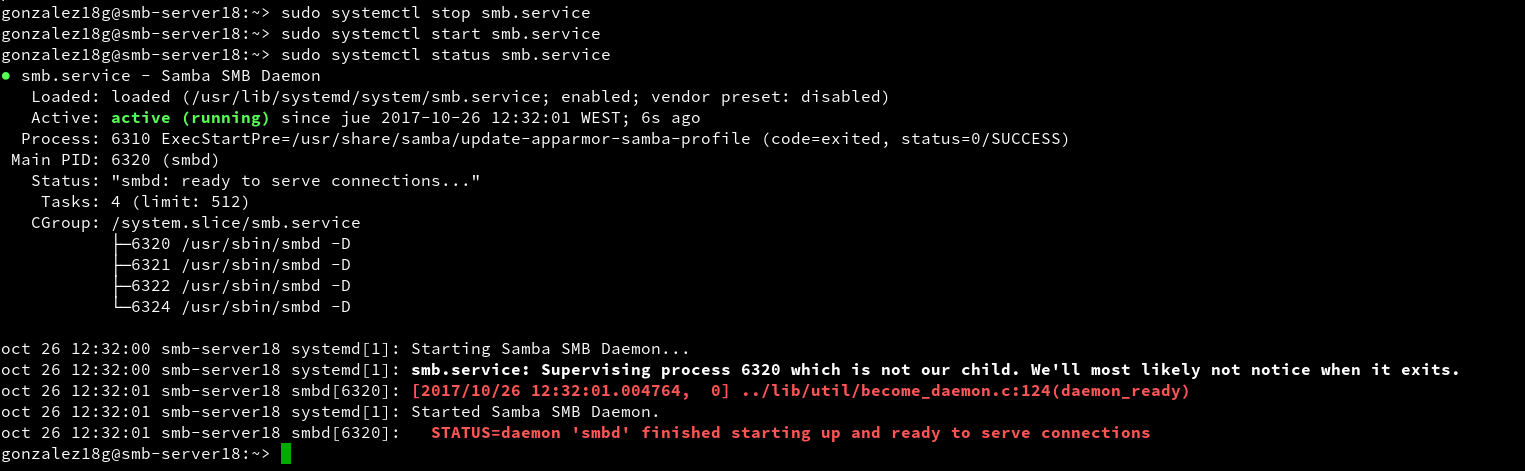 gonzalez18g@smb-server18:~> sudo systemctl stop smb.service
gonzalez18g@smb-server18:~> sudo systemctl start smb.service
gonzalez18g@smb-server18:~> sudo systemctl status smb.service
● smb.service - Samba SMB Daemon
   Loaded: loaded (/usr/lib/systemd/system/smb.service; enabled; vendor preset: disabled)
   Active: active (running) since jue 2017-10-26 12:32:01 WEST; 6s ago
  Process: 6310 ExecStartPre=/usr/share/samba/update-apparmor-samba-profile (code=exited, status=0/SUCCESS)
 Main PID: 6320 (smbd)
   Status: "smbd: ready to serve connections..."
    Tasks: 4 (limit: 512)
   CGroup: /system.slice/smb.service
           ├─6320 /usr/sbin/smbd -D
           ├─6321 /usr/sbin/smbd -D
           ├─6322 /usr/sbin/smbd -D
           └─6324 /usr/sbin/smbd -D
oct 26 12:32:00 smb-server18 systemd[1]: Starting Samba SMB Daemon...
oct 26 12:32:00 smb-server18 systemd[1]: smb.service: Supervising process 6320 which is not our child. We'll most likely not notice when it exits.
oct 26 12:32:01 smb-server18 smbd[6320]: [2017/10/26 12:32:01.004764,  0] ../lib/util/become_daemon.c:124(daemon_ready)
oct 26 12:32:01 smb-server18 systemd[1]: Started Samba SMB Daemon.
oct 26 12:32:01 smb-server18 smbd[6320]:   STATUS=daemon 'smbd' finished starting up and ready to serve connections
gonzalez18g@smb-server18:~>